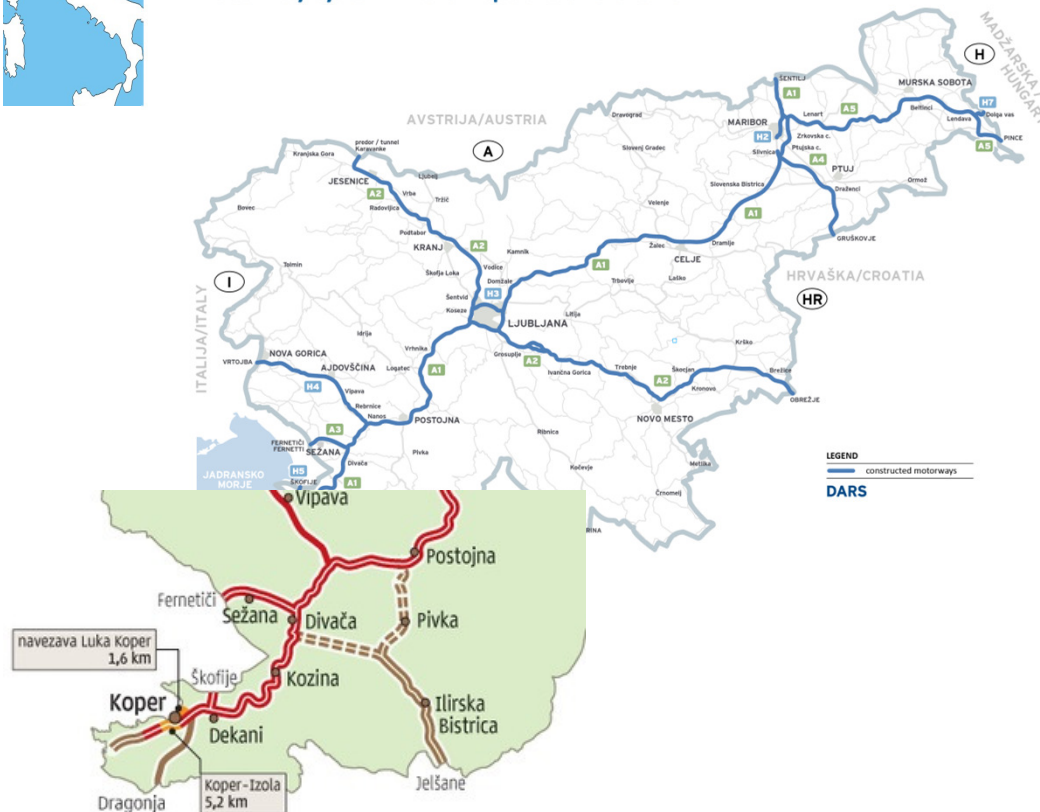 AVSTRIJA/AUSTRIA
A
MADŽARSKA /
HUNGARY
H
ŠENTILJ
A1
MURSKA SOBOTA
H7
Dolga vas
Beltinci
Lendava
PINCE
A5
Lenart
A5
MARIBOR
H2
Zrkovska c.
Ptujska c.
Slivnica
A4
PTUJ
Ormož
Draženci
Slovenska Bistrica
A1
GRUŠKOVJE
Dravograd
Slovenj Gradec
Velenje
predor / tunnel
Karavanke
Kranjska Gora
JESENICE
Ljubelj
A2
Vrba
Tržič
Radovljica
Bovec
Podtabor
KRANJ
A2
Kamnik
Vodice
Škofja Loka
Domžale
Tolmin
Žalec
Dramlje
CELJE
A1
Trbovlje
Laško
HRVAŠKA/CROATIA
HR
I
ITALIJA/ITALY
H3
Šentvid
Koseze
LJUBLJANA
Litija
Idrija
Vrhnika
Grosuplje
A2
Ivančna Gorica
Trebnje
Škocjan
A2
Kronovo
Krško
Brežice
OBREŽJE
NOVO MESTO
VRTOJBA
NOVA GORICA
AJDOVŠČINA
Logatec
A1
H4
Vipava
Rebrnice
Nanos
POSTOJNA
A3
FERNETIČI
FERNETTI
SEŽANA
Divača
Pivka
Ribnica
Kočevje
Metlika
Črnomelj
JADRANSKO
MORJE
H5
ŠKOFIJE
A1
RINA
LEGEND
constructed motorways
DARS
Vipava
Postojna
Fernetiči
Sežana
Divača
Pivka
navezava Luka Koper
1,6 km
Škofije
Kozina
Koper
Ilirska
Bistrica
Dekani
Jelšane
Koper-Izola
5,2 km
Dragonja